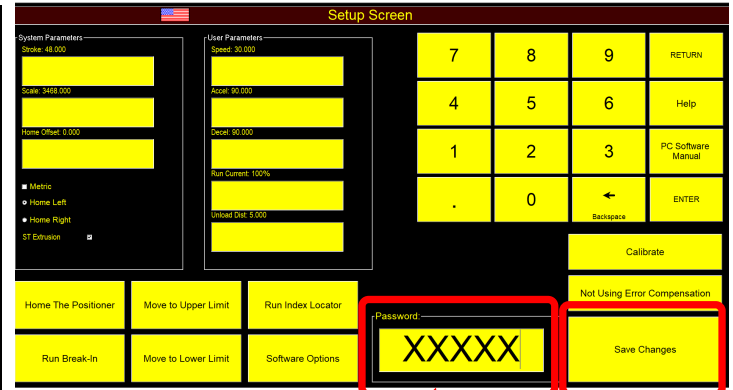 Setup Screen
System Parameters
Stroke: 48.000
Scale: 3468.000
Home Offset: 0.000
Metric
Home Left
Home Right
ST Extrusion
User Parameters
Speed: 30.000
Accel: 90.000
Decel: 90.000
Run Current: 100%
Unload Dist: 5.000
7 8 9 RETURN
4 5 6 Help
1 2 3 PC Software
Manual
. 0 ← ENTER
Backspace
Calibrate
Not Using Error Compensation
Home The Positioner Move to Upper Limit Run Index Locator
Run Break-In Move to Lower Limit Software Options
Password:
XXXXX
Save Changes